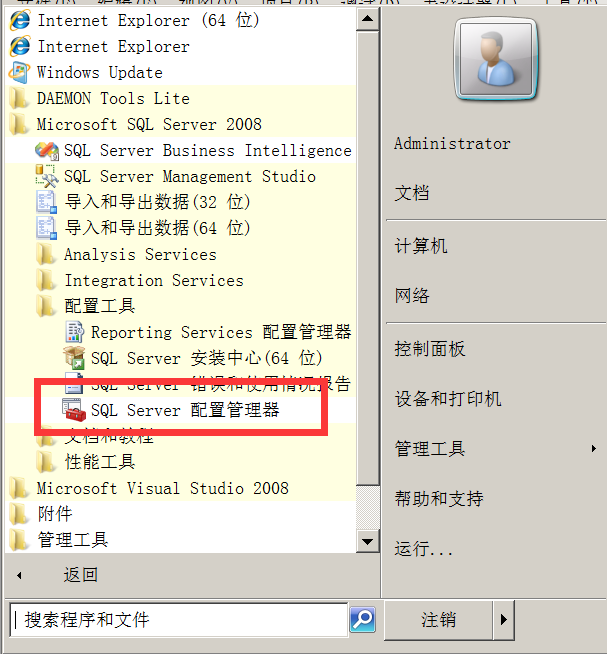 Internet Explorer (64 位)
Internet Explorer
Windows Update
DAEMON Tools Lite
Microsoft SQL Server 2008
SQL Server Business Intelligence
SQL Server Management Studio
导入和导出数据(32 位)
导入和导出数据(64 位)
Analysis Services
Integration Services
配置工具
Reporting Services 配置管理器
SQL Server 安装中心(64 位)
SQL Server 错误和使用情况报告
SQL Server 配置管理器
文档和教程
性能工具
Microsoft Visual Studio 2008
附件
管理工具
返回
搜索程序和文件
Administrator
文档
计算机
网络
控制面板
设备和打印机
管理工具
帮助和支持
运行...
注销